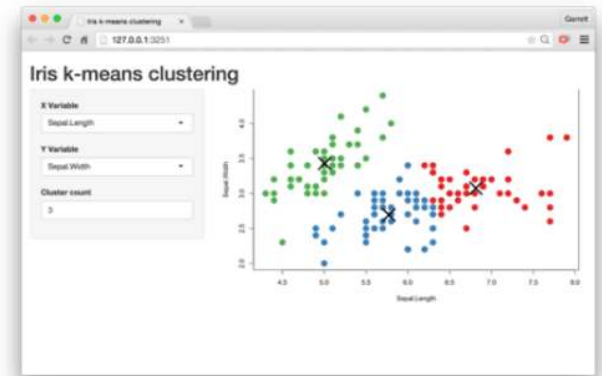 Iris k-means clustering
Garrett
127.0.0.1:3251
Iris k-means clustering
X Variable
Sepal.Length
Y Variable
Sepal.Width
Cluster count
3
Sepal.Width
4.0
3.5
3.0
2.5
2.0
4.5 5.0 5.5 6.0 6.5 7.0 7.5 8.0
Sepal.Length